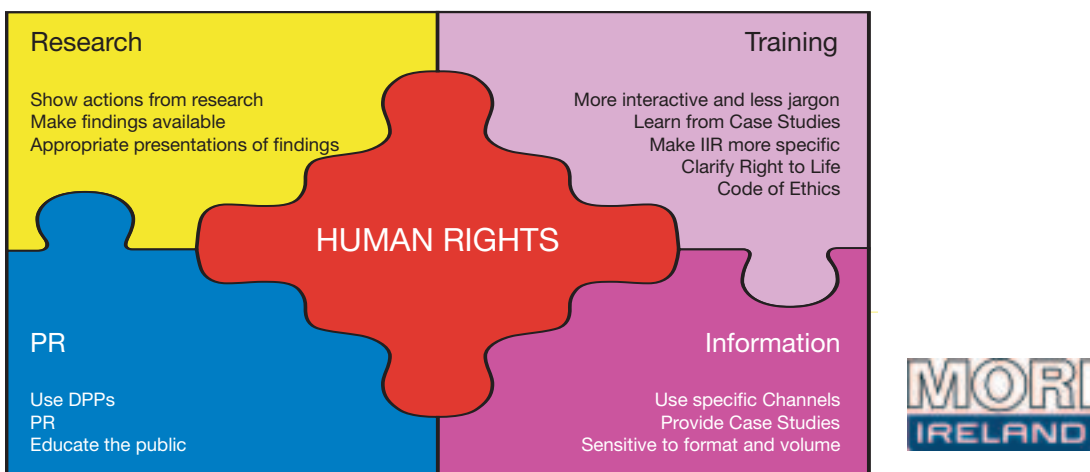 Research
Show actions from research
Make findings available
Appropriate presentations of findings
Training
More interactive and less jargon
Learn from Case Studies
Make IIR more specific
Clarify Right to Life
Code of Ethics
HUMAN RIGHTS
PR
Use DPPs
PR
Educate the public
Information
Use specific Channels
Provide Case Studies
Sensitive to format and volume
MORI
IRELAND